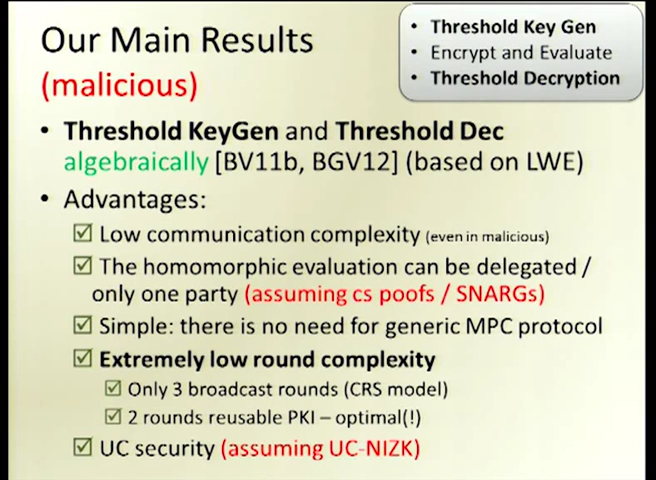 Our Main Results
(malicious)
• Threshold Key Gen
• Encrypt and Evaluate
• Threshold Decryption
• Threshold KeyGen and Threshold Dec
algebraically [BV11b, BGV12] (based on LWE)
• Advantages:
Low communication complexity (even in malicious)
The homomorphic evaluation can be delegated /
only one party (assuming cs poofs / SNARGs)
Simple: there is no need for generic MPC protocol
Extremely low round complexity
Only 3 broadcast rounds (CRS model)
2 rounds reusable PKI – optimal(!)
UC security (assuming UC-NIZK)